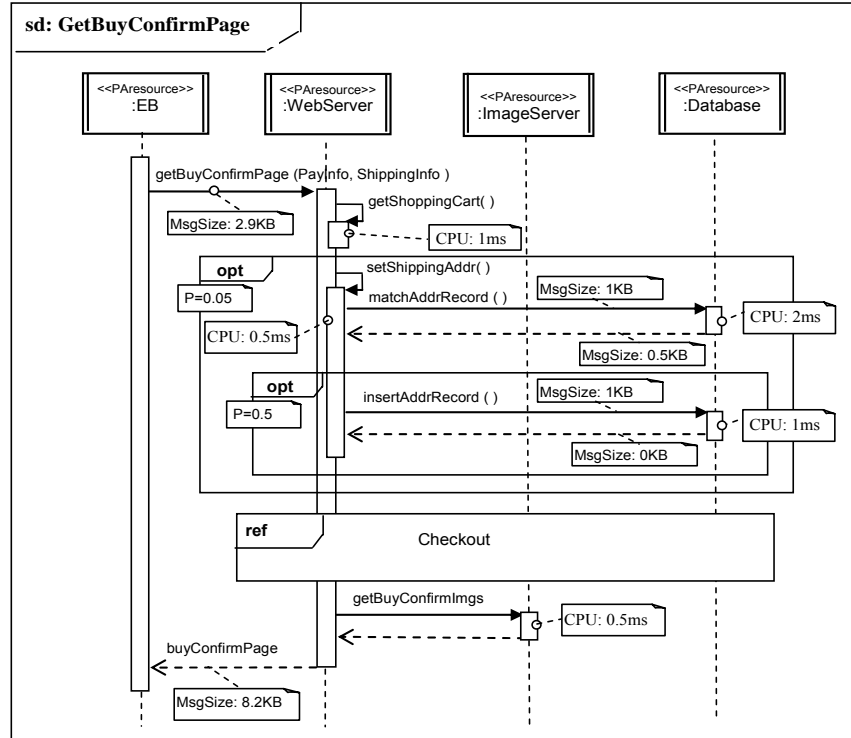 sd: GetBuyConfirmPage
<<PAresource>>
:EB
<<PAresource>>
:WebServer
<<PAresource>>
:ImageServer
<<PAresource>>
:Database
getBuyConfirmPage (PayInfo, ShippingInfo )
MsgSize: 2.9KB
getShoppingCart( )
CPU: 1ms
opt
P=0.05
setShippingAddr( )
matchAddrRecord ( )
MsgSize: 1KB
CPU: 2ms
CPU: 0.5ms
MsgSize: 0.5KB
opt
P=0.5
insertAddrRecord ( )
MsgSize: 1KB
CPU: 1ms
MsgSize: 0KB
ref
Checkout
getBuyConfirmImgs
CPU: 0.5ms
buyConfirmPage
MsgSize: 8.2KB